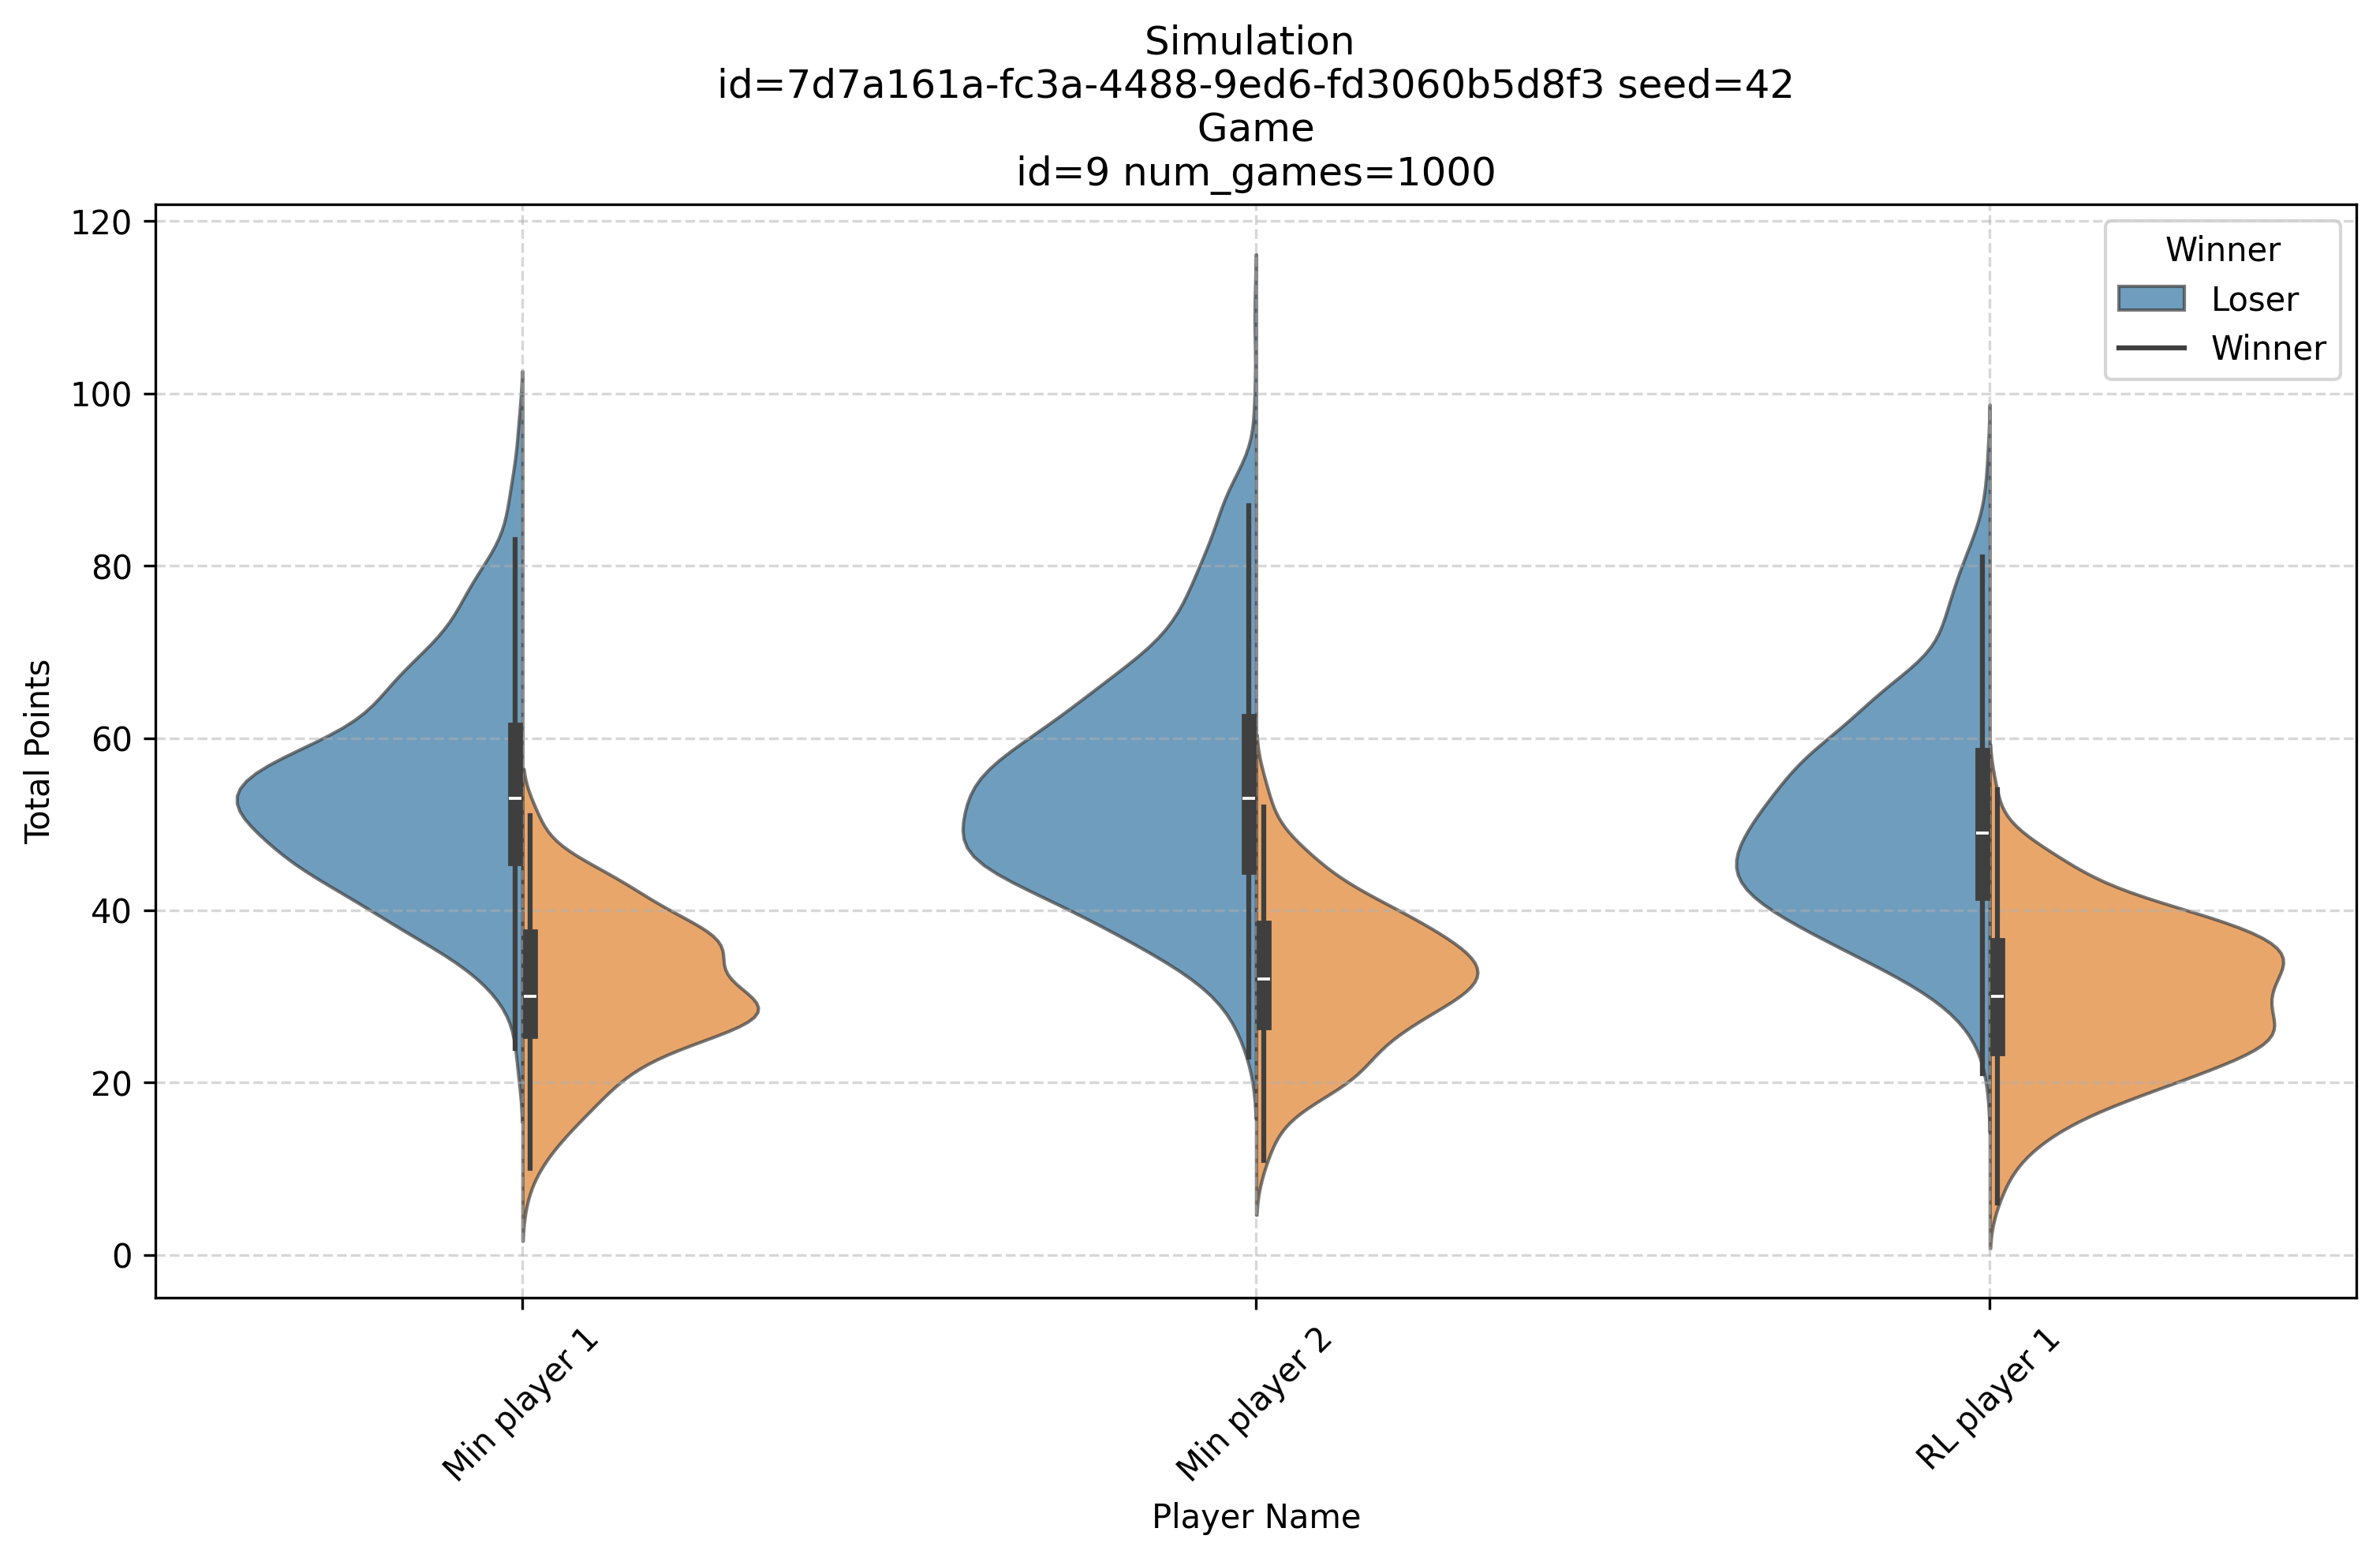 Simulation
id=7d7a161a-fc3a-4488-9ed6-fd3060b5d8f3 seed=42
Game
id=9 num_games=1000
120
100
80
60
40
20
0
Total Points
Winner
Loser
Winner
Min player 1
Min player 2
RL player 1
Player Name